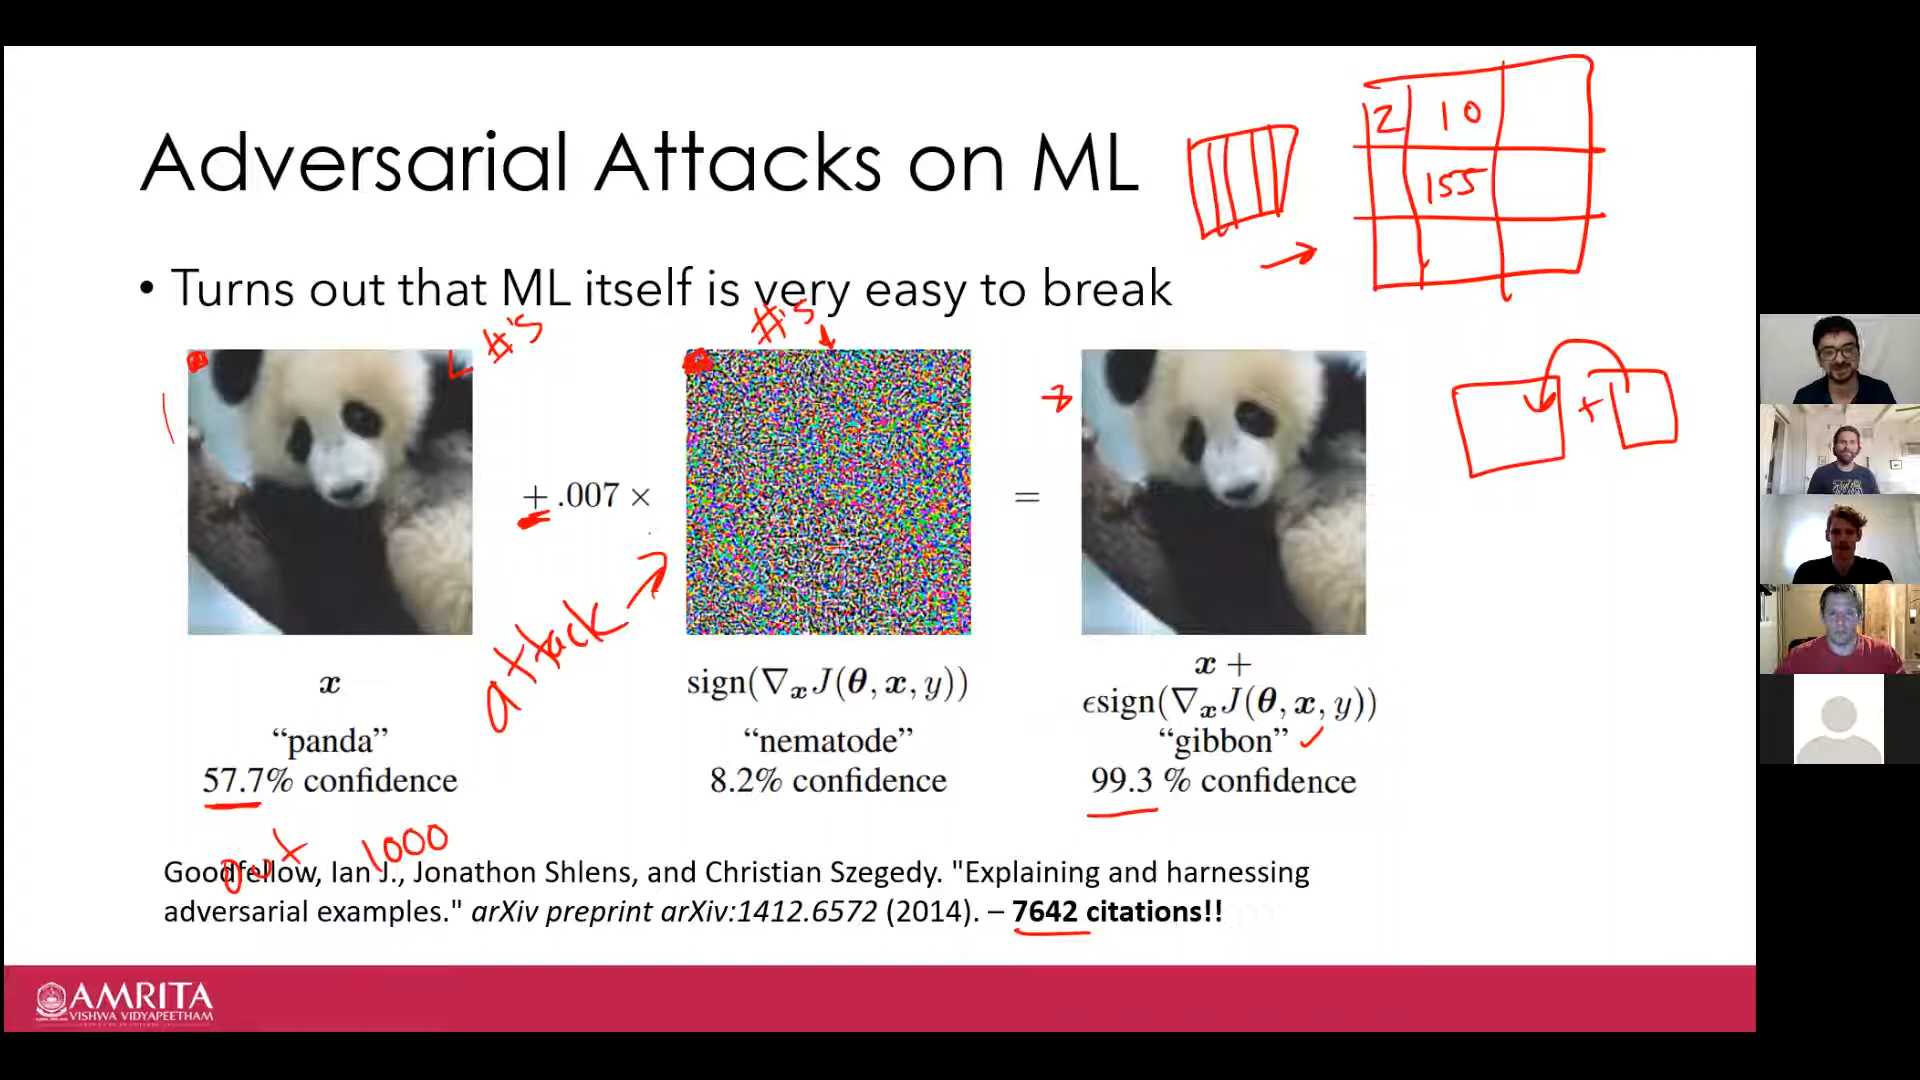 Adversarial Attacks on ML
2 10
155
• Turns out that ML itself is very easy to break
#'s
#'s
+ .007 ×
=
+
attack
x
sign(∇ₓJ(θ, x, y))
x +
ϵsign(∇ₓJ(θ, x, y))
“panda”
“nematode”
“gibbon”
57.7% confidence
8.2% confidence
99.3 % confidence
out 1000
Goodfellow, Ian J., Jonathon Shlens, and Christian Szegedy. "Explaining and harnessing
adversarial examples." arXiv preprint arXiv:1412.6572 (2014). – 7642 citations!!
AMRITA
VISHWA VIDYAPEETHAM